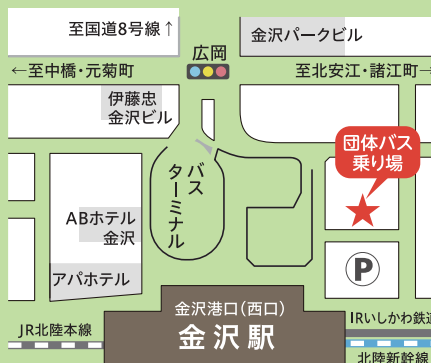 至国道8号線↑
広岡
金沢パークビル
←至中橋・元菊町
至北安江・諸江町→
伊藤忠
金沢ビル
団体バス
乗り場
バス
ターミナル
ABホテル
金沢
アパホテル
P
金沢港口(西口)
金沢駅
JR北陸本線
IRいしかわ鉄道
北陸新幹線